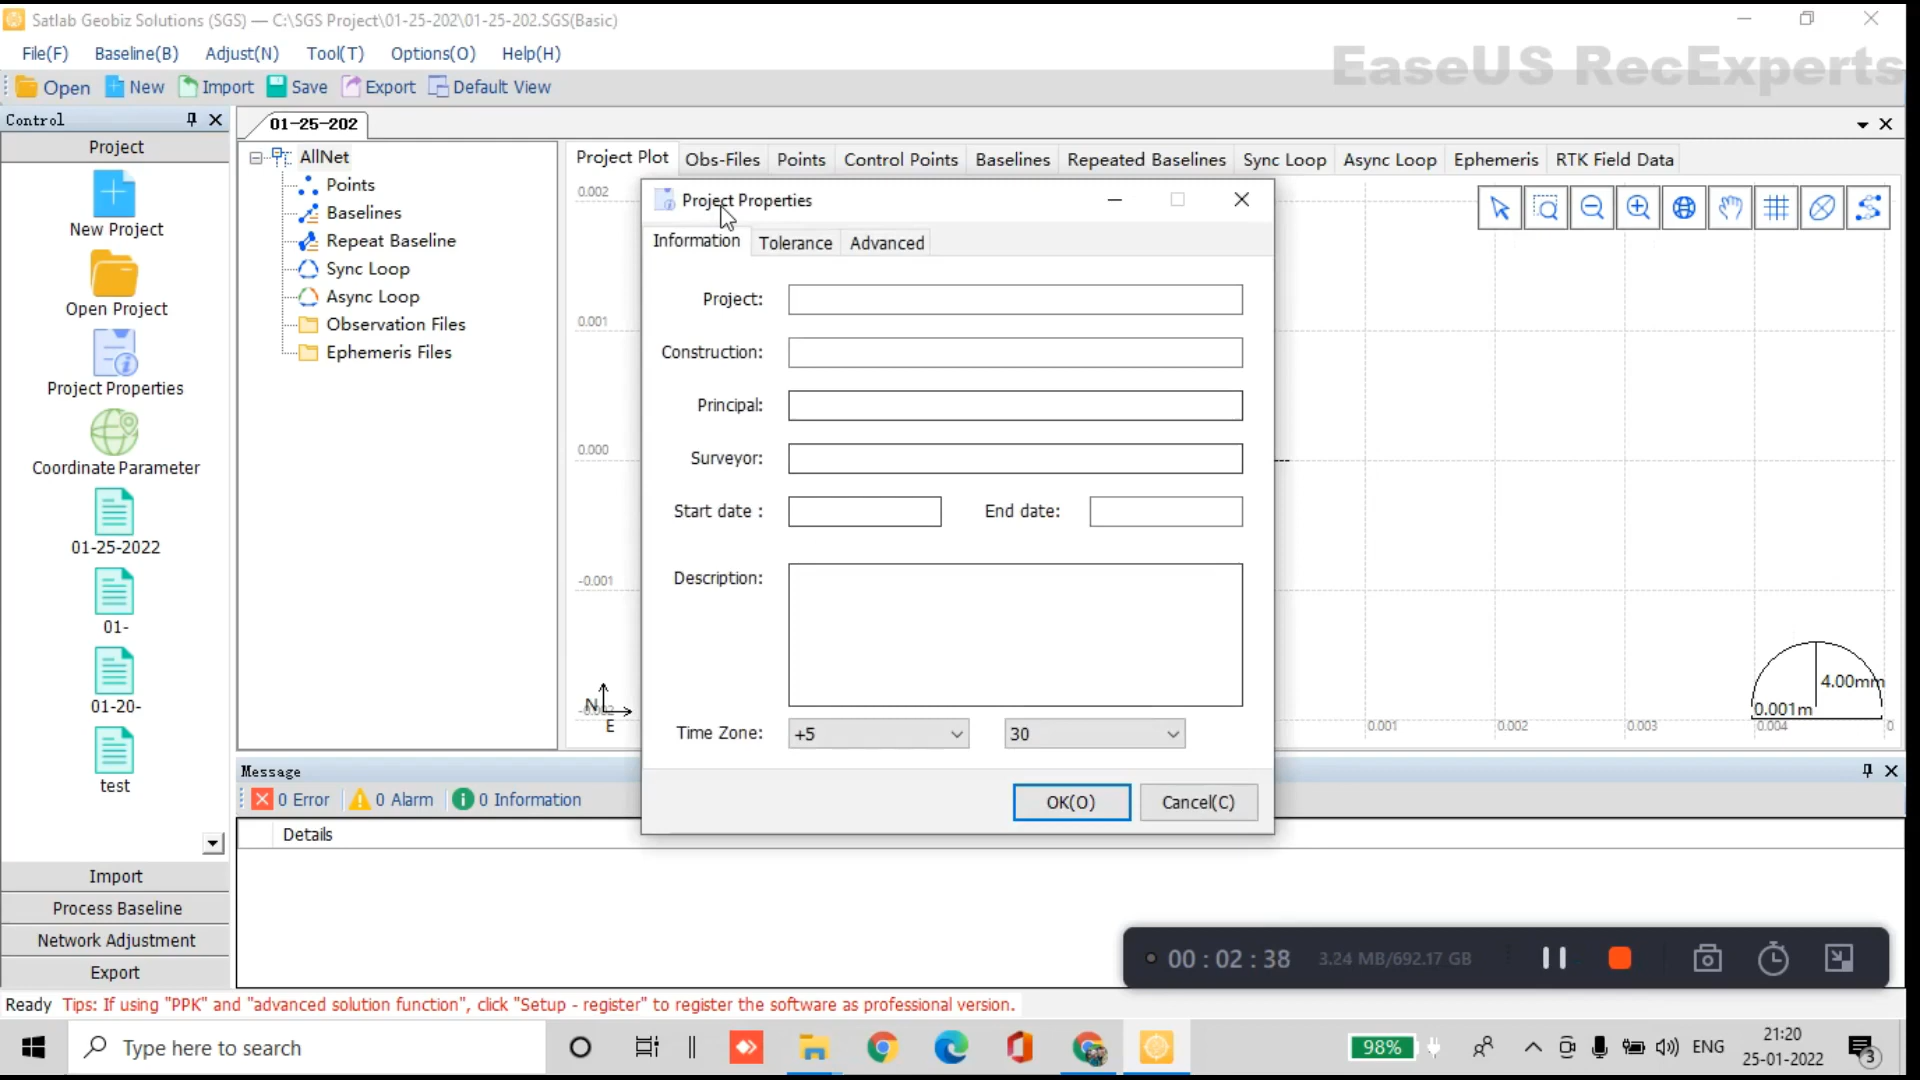 Satlab Geobiz Solutions (SGS) — C:\SGS Project\01-25-202\01-25-202.SGS(Basic)
File(F) Baseline(B) Adjust(N) Tool(T) Options(O) Help(H)
EaseUS RecExperts
Open New Import Save Export Default View
Control
Project
New Project
Open Project
Project Properties
Coordinate Parameter
01-25-2022
01-
01-20-
test
Import
Process Baseline
Network Adjustment
Export
01-25-202
AllNet
Points
Baselines
Repeat Baseline
Sync Loop
Async Loop
Observation Files
Ephemeris Files
Project Plot Obs-Files Points Control Points Baselines Repeated Baselines Sync Loop Async Loop Ephemeris RTK Field Data
0.002
0.001
0.000
-0.001
N
E
Project Properties
Information Tolerance Advanced
Project:
Construction:
Principal:
Surveyor:
Start date : End date:
Description:
Time Zone: +5 30
OK(O) Cancel(C)
4.00mm
0.001m
0.001 0.002 0.003 0.004 0
Message
0 Error 0 Alarm 0 Information
Details
00 : 02 : 38 3.24 MB/692.17 GB
Ready Tips: If using "PPK" and "advanced solution function", click "Setup - register" to register the software as professional version.
Type here to search
98%
ENG
21:20
25-01-2022
3